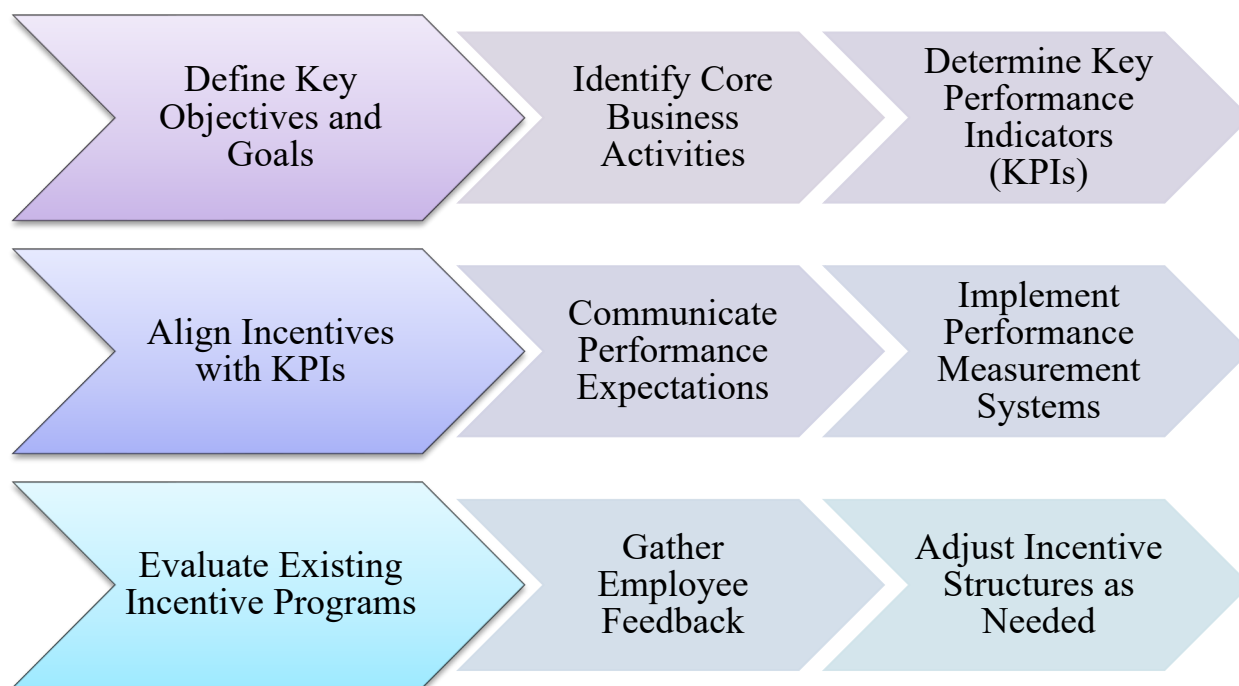 Define Key
Objectives and
Goals
Identify Core
Business
Activities
Determine Key
Performance
Indicators
(KPIs)
Align Incentives
with KPIs
Communicate
Performance
Expectations
Implement
Performance
Measurement
Systems
Evaluate Existing
Incentive Programs
Gather
Employee
Feedback
Adjust Incentive
Structures as
Needed